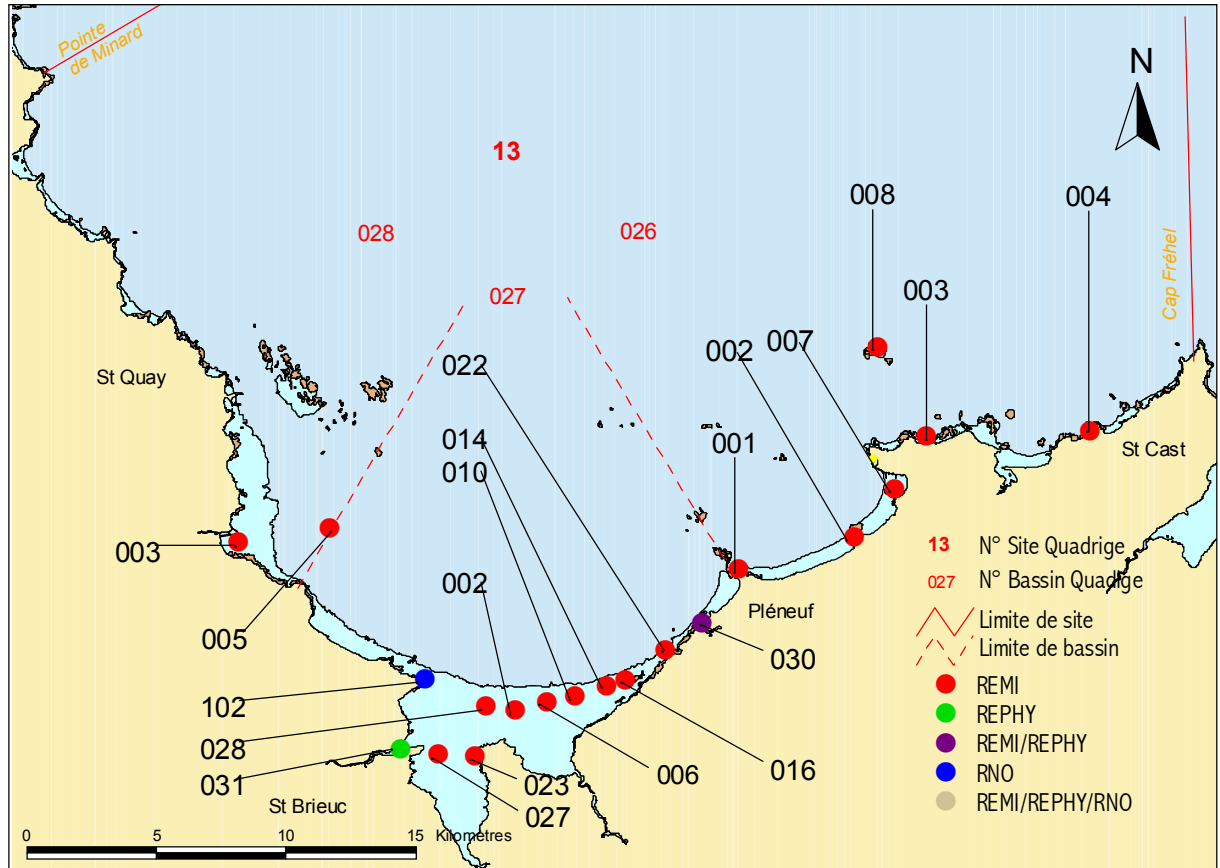 Pointe
de Minard
N
13
008
004
028
026
003
Cap Fréhel
027
007
002
022
St Quay
014
001
010
St Cast
003
13 N° Site Quadrige
002
027 N° Bassin Quadige
Pléneuf
Limite de site
005
Limite de bassin
030
REMI
102
REPHY
028
REMI/REPHY
006
016
031
023
RNO
St Brieuc
027
REMI/REPHY/RNO
0 5 10 15 Kilométres